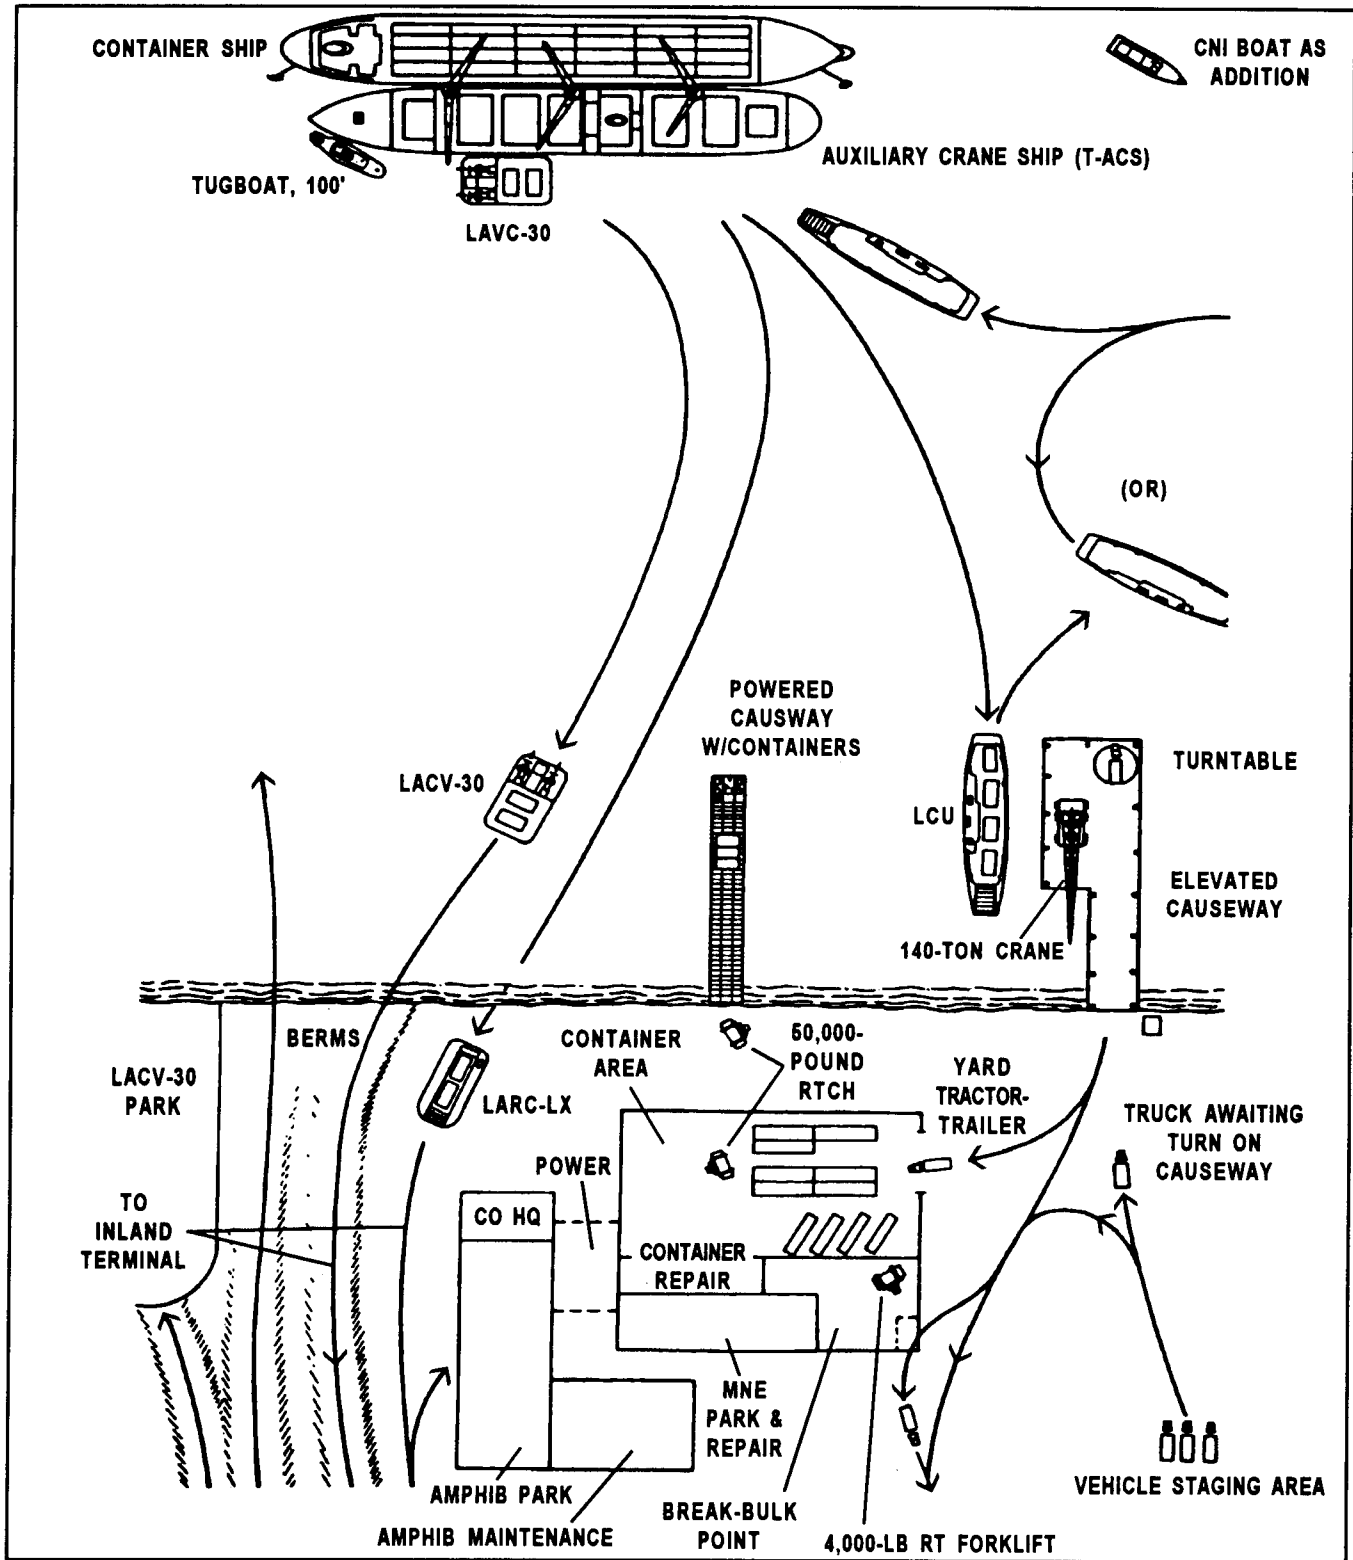 CONTAINER SHIP
CNI BOAT AS
ADDITION
AUXILIARY CRANE SHIP (T-ACS)
TUGBOAT, 100'
LAVC-30
(OR)
POWERED
CAUSWAY
W/CONTAINERS
LACV-30
LCU
TURNTABLE
ELEVATED
CAUSEWAY
140-TON CRANE
BERMS
CONTAINER
AREA
50,000-
POUND
RTCH
YARD
TRACTOR-
TRAILER
LACV-30
PARK
LARC-LX
TRUCK AWAITING
TURN ON
CAUSEWAY
POWER
TO
INLAND
TERMINAL
CO HQ
CONTAINER
REPAIR
MNE
PARK &
REPAIR
AMPHIB PARK
AMPHIB MAINTENANCE
BREAK-BULK
POINT
4,000-LB RT FORKLIFT
VEHICLE STAGING AREA